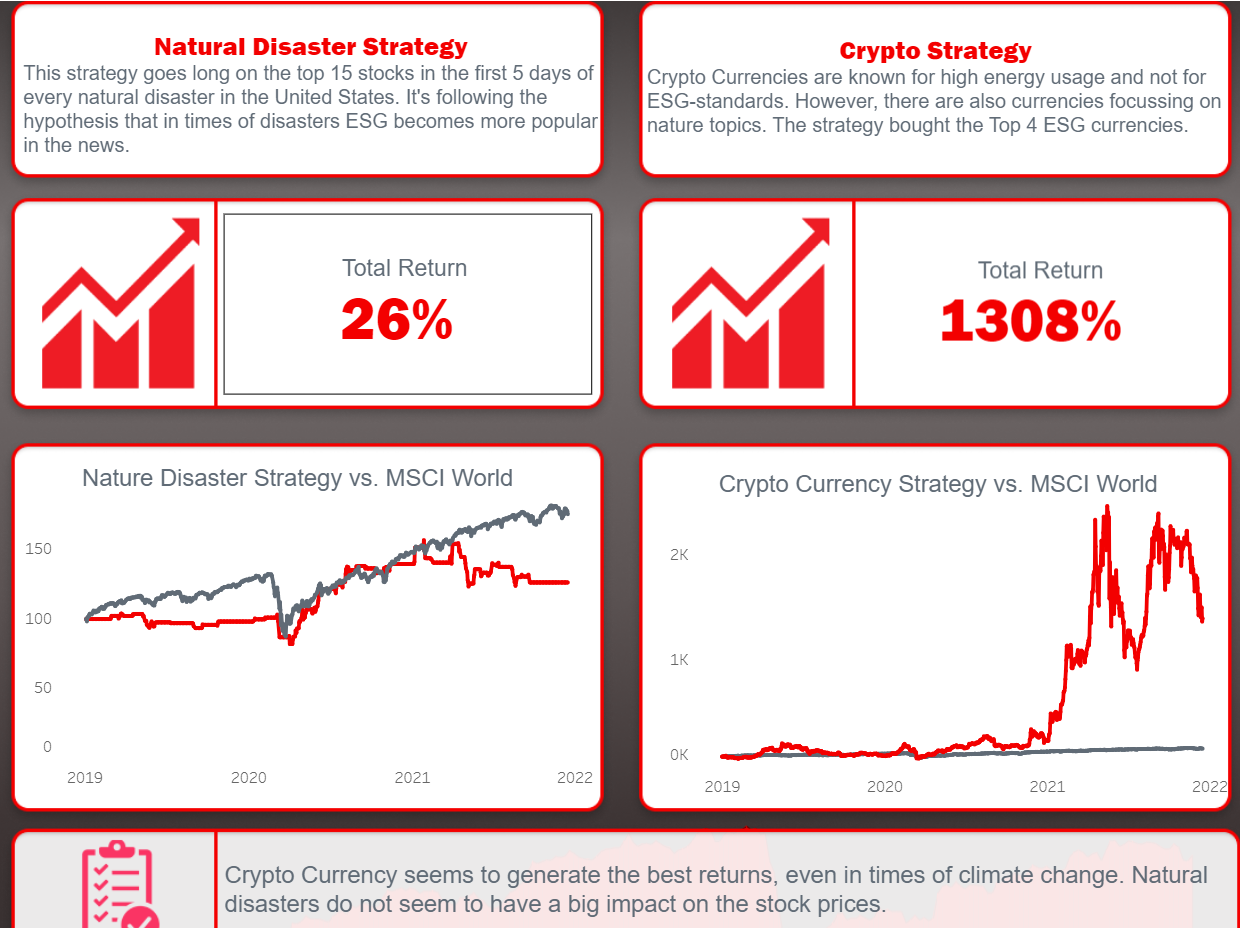 Natural Disaster Strategy
This strategy goes long on the top 15 stocks in the first 5 days of
every natural disaster in the United States. It's following the
hypothesis that in times of disasters ESG becomes more popular
in the news.
Crypto Strategy
Crypto Currencies are known for high energy usage and not for
ESG-standards. However, there are also currencies focussing on
nature topics. The strategy bought the Top 4 ESG currencies.
Total Return
26%
Total Return
1308%
Nature Disaster Strategy vs. MSCI World
150
100
50
0
2019
2020
2021
2022
Crypto Currency Strategy vs. MSCI World
2K
1K
0K
2019
2020
2021
2022
Crypto Currency seems to generate the best returns, even in times of climate change. Natural
disasters do not seem to have a big impact on the stock prices.